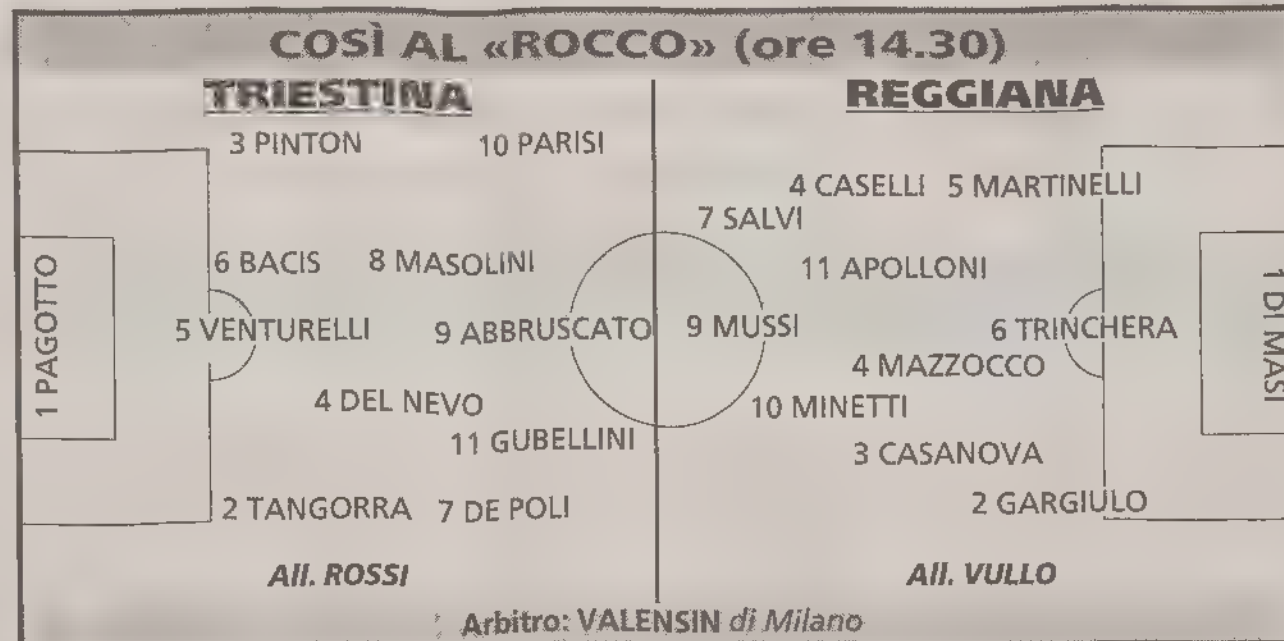 COSÌ AL «ROCCO» (ore 14.30)
TRIESTINA
3 PINTON
10 PARISI
6 BACIS
8 MASOLINI
1 PAGOTTO
5 VENTURELLI
9 ABBRUSCATO
4 DEL NEVO
11 GUBELLINI
2 TANGORRA
7 DE POLI
All. ROSSI
REGGIANA
4 CASELLI
5 MARTINELLI
7 SALVI
11 APOLLONI
9 MUSSI
6 TRINCHERA
1 DI MASI
4 MAZZOCCO
10 MINETTI
3 CASANOVA
2 GARGIULO
All. VULLO
Arbitro: VALENSIN di Milano